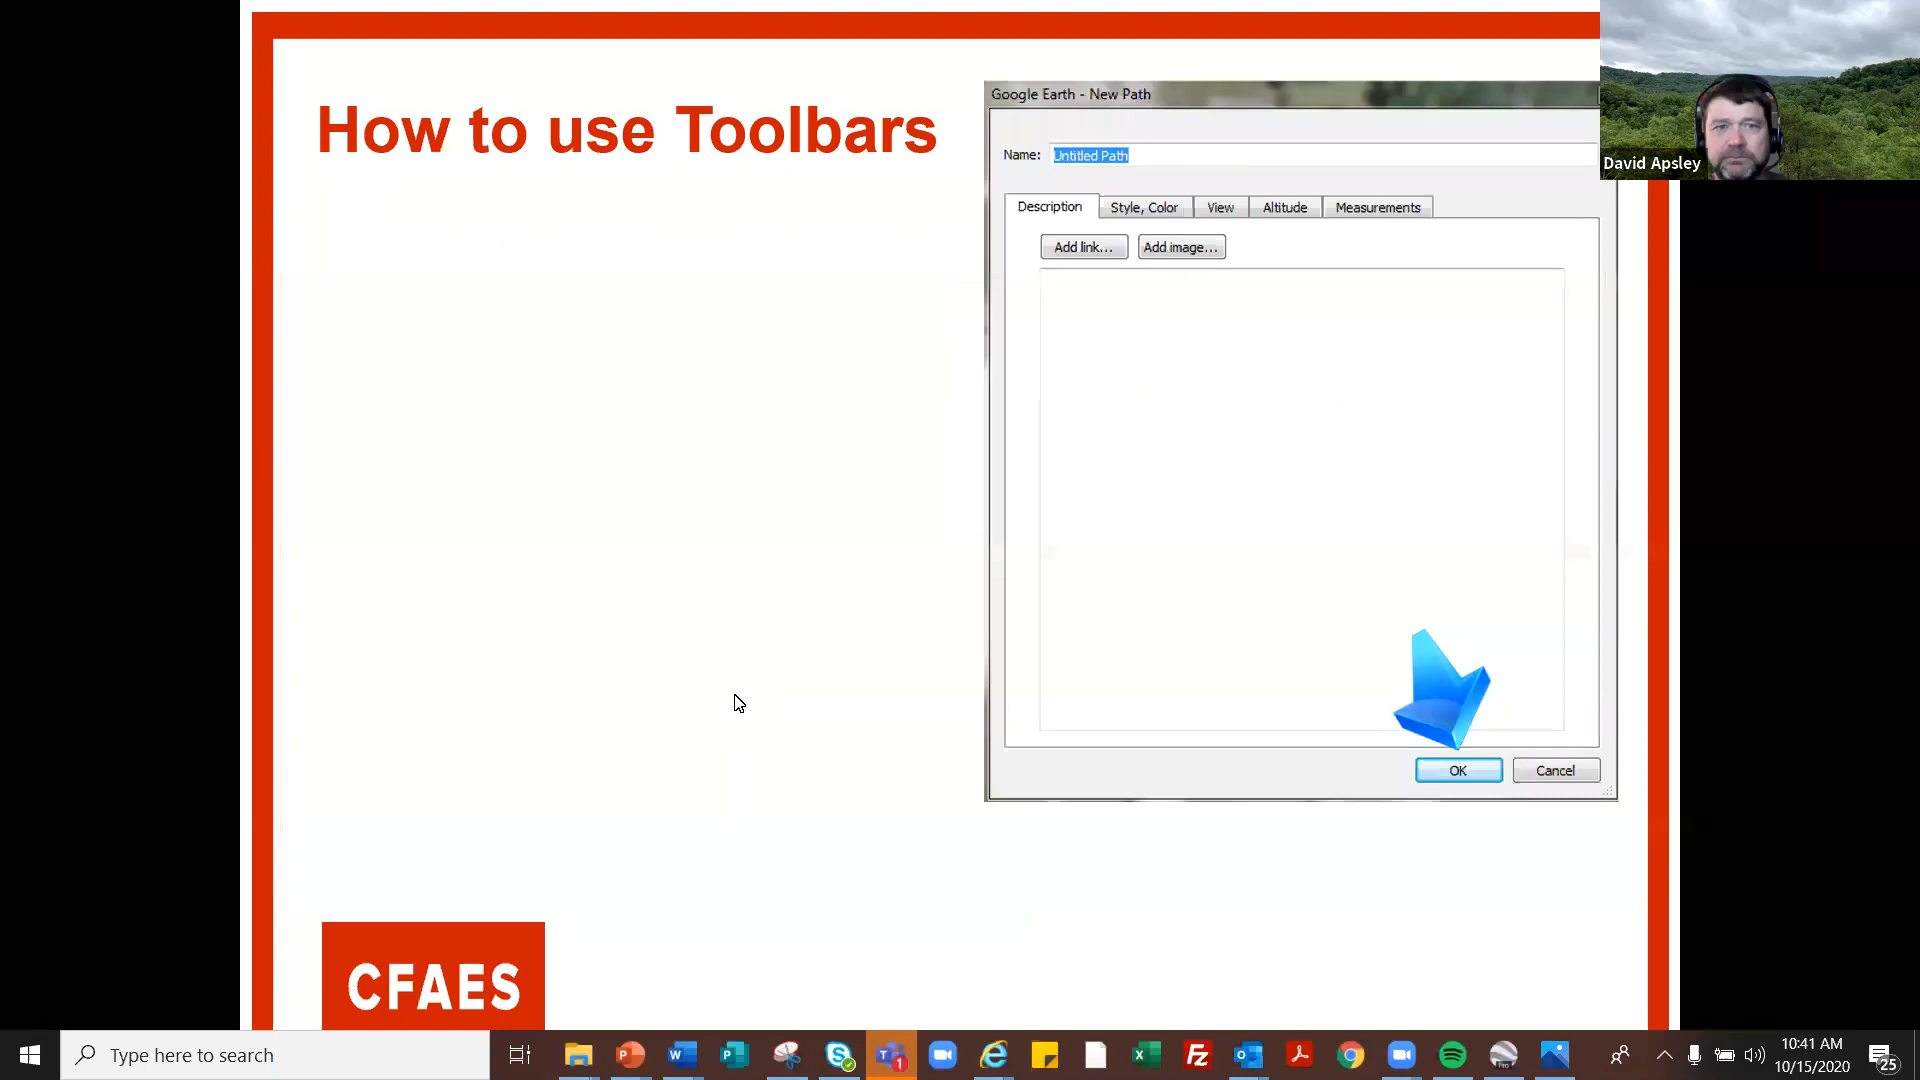 How to use Toolbars
Google Earth - New Path
Name: Untitled Path
David Apsley
Description Style, Color View Altitude Measurements
Add link... Add image...
OK Cancel
CFAES
Type here to search
10:41 AM
10/15/2020
1
25